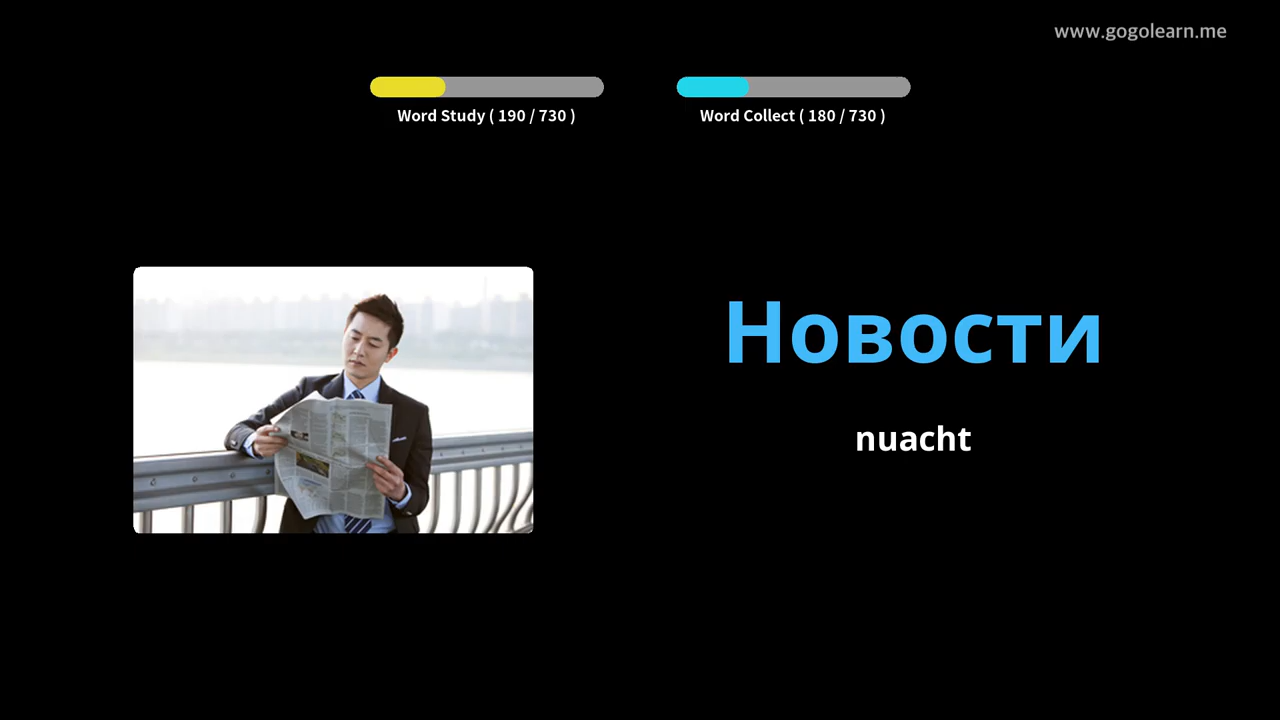 www.gogolearn.me
Word Study ( 190 / 730 )
Word Collect ( 180 / 730 )
Новости
nuacht